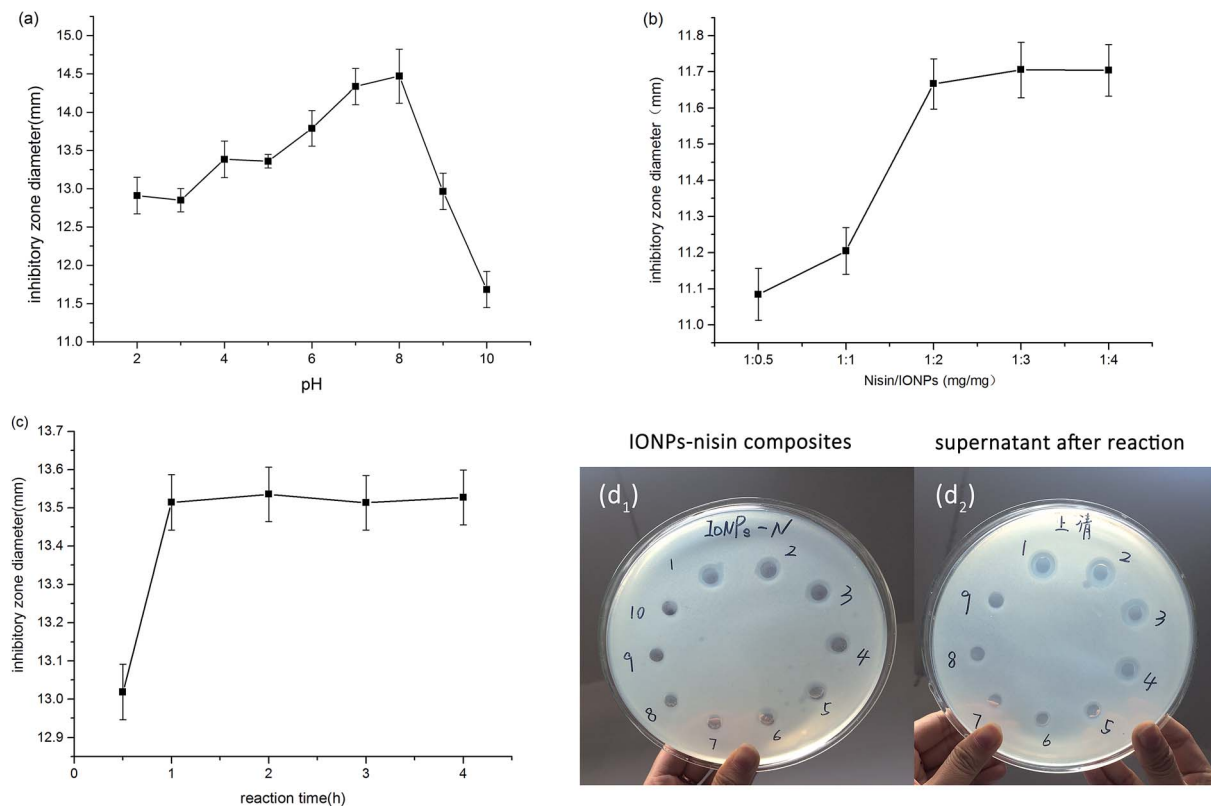 (a)
15.0
14.5
14.0
13.5
13.0
12.5
12.0
11.5
11.0
inhibitory zone diameter(mm)
2 4 6 8 10
pH
(b)
11.8
11.7
11.6
11.5
11.4
11.3
11.2
11.1
11.0
inhibitory zone diameter（mm）
1:0.5 1:1 1:2 1:3 1:4
Nisin/IONPs (mg/mg）
(c)
13.7
13.6
13.5
13.4
13.3
13.2
13.1
13.0
12.9
inhibitory zone diameter(mm)
0 1 2 3 4
reaction time(h)
IONPs-nisin composites
(d1)
IoNPs-N
1
2
3
4
5
6
7
8
9
10
supernatant after reaction
(d2)
上清
1
2
3
4
5
6
7
8
9